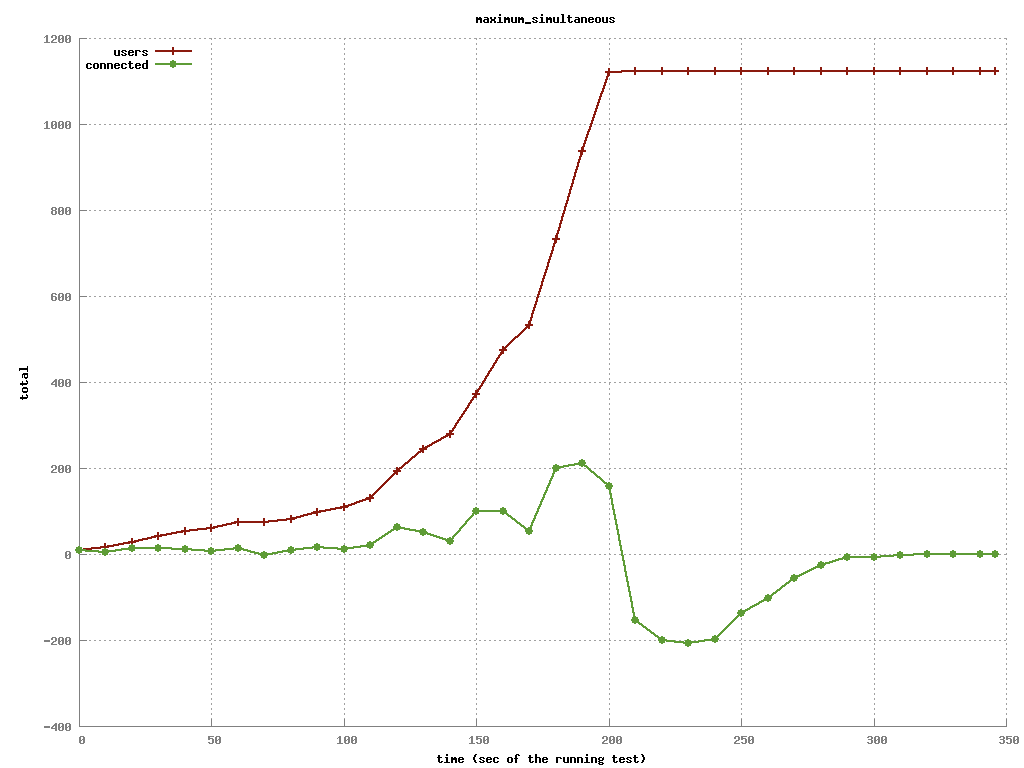 maximum_simultaneous
users
connected
1200
1000
800
600
400
200
0
-200
-400
total
0 50 100 150 200 250 300 350
time (sec of the running test)